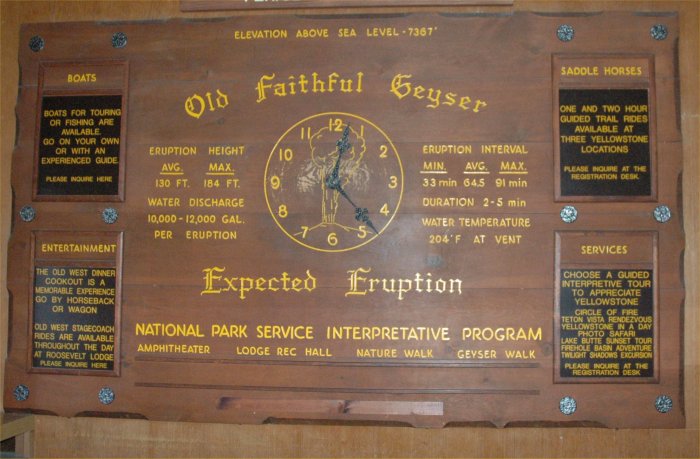 ELEVATION ABOVE SEA LEVEL - 7367'
Old Faithful Geyser
BOATS
BOATS FOR TOURING
OR FISHING ARE
AVAILABLE.
GO ON YOUR OWN
OR WITH AN
EXPERIENCED GUIDE.
PLEASE INQUIRE HERE
ERUPTION HEIGHT
AVG. MAX.
130 FT. 184 FT.
WATER DISCHARGE
10,000-12,000 GAL.
PER ERUPTION
12
1
2
3
4
5
6
7
8
9
10
11
ERUPTION INTERVAL
MIN. AVG. MAX.
33 min 64.5 91 min
DURATION 2-5 min
WATER TEMPERATURE
204°F AT VENT
SADDLE HORSES
ONE AND TWO HOUR
GUIDED TRAIL RIDES
AVAILABLE AT
THREE YELLOWSTONE
LOCATIONS
PLEASE INQUIRE AT THE
REGISTRATION DESK.
ENTERTAINMENT
THE OLD WEST DINNER
COOKOUT IS A
MEMORABLE EXPERIENCE
GO BY HORSEBACK
OR WAGON
OLD WEST STAGECOACH
RIDES ARE AVAILABLE
THROUGHOUT THE DAY
AT ROOSEVELT LODGE
PLEASE INQUIRE HERE
Expected Eruption
NATIONAL PARK SERVICE INTERPRETATIVE PROGRAM
AMPHITHEATER LODGE REC HALL NATURE WALK GEYSER WALK
SERVICES
CHOOSE A GUIDED
INTERPRETIVE TOUR
TO APPRECIATE
YELLOWSTONE
CIRCLE OF FIRE
TETON VISTA RENDEZVOUS
YELLOWSTONE IN A DAY
PHOTO SAFARI
LAKE BUTTE SUNSET TOUR
FIREHOLE BASIN ADVENTURE
TWILIGHT SHADOWS EXCURSION
PLEASE INQUIRE AT THE
REGISTRATION DESK